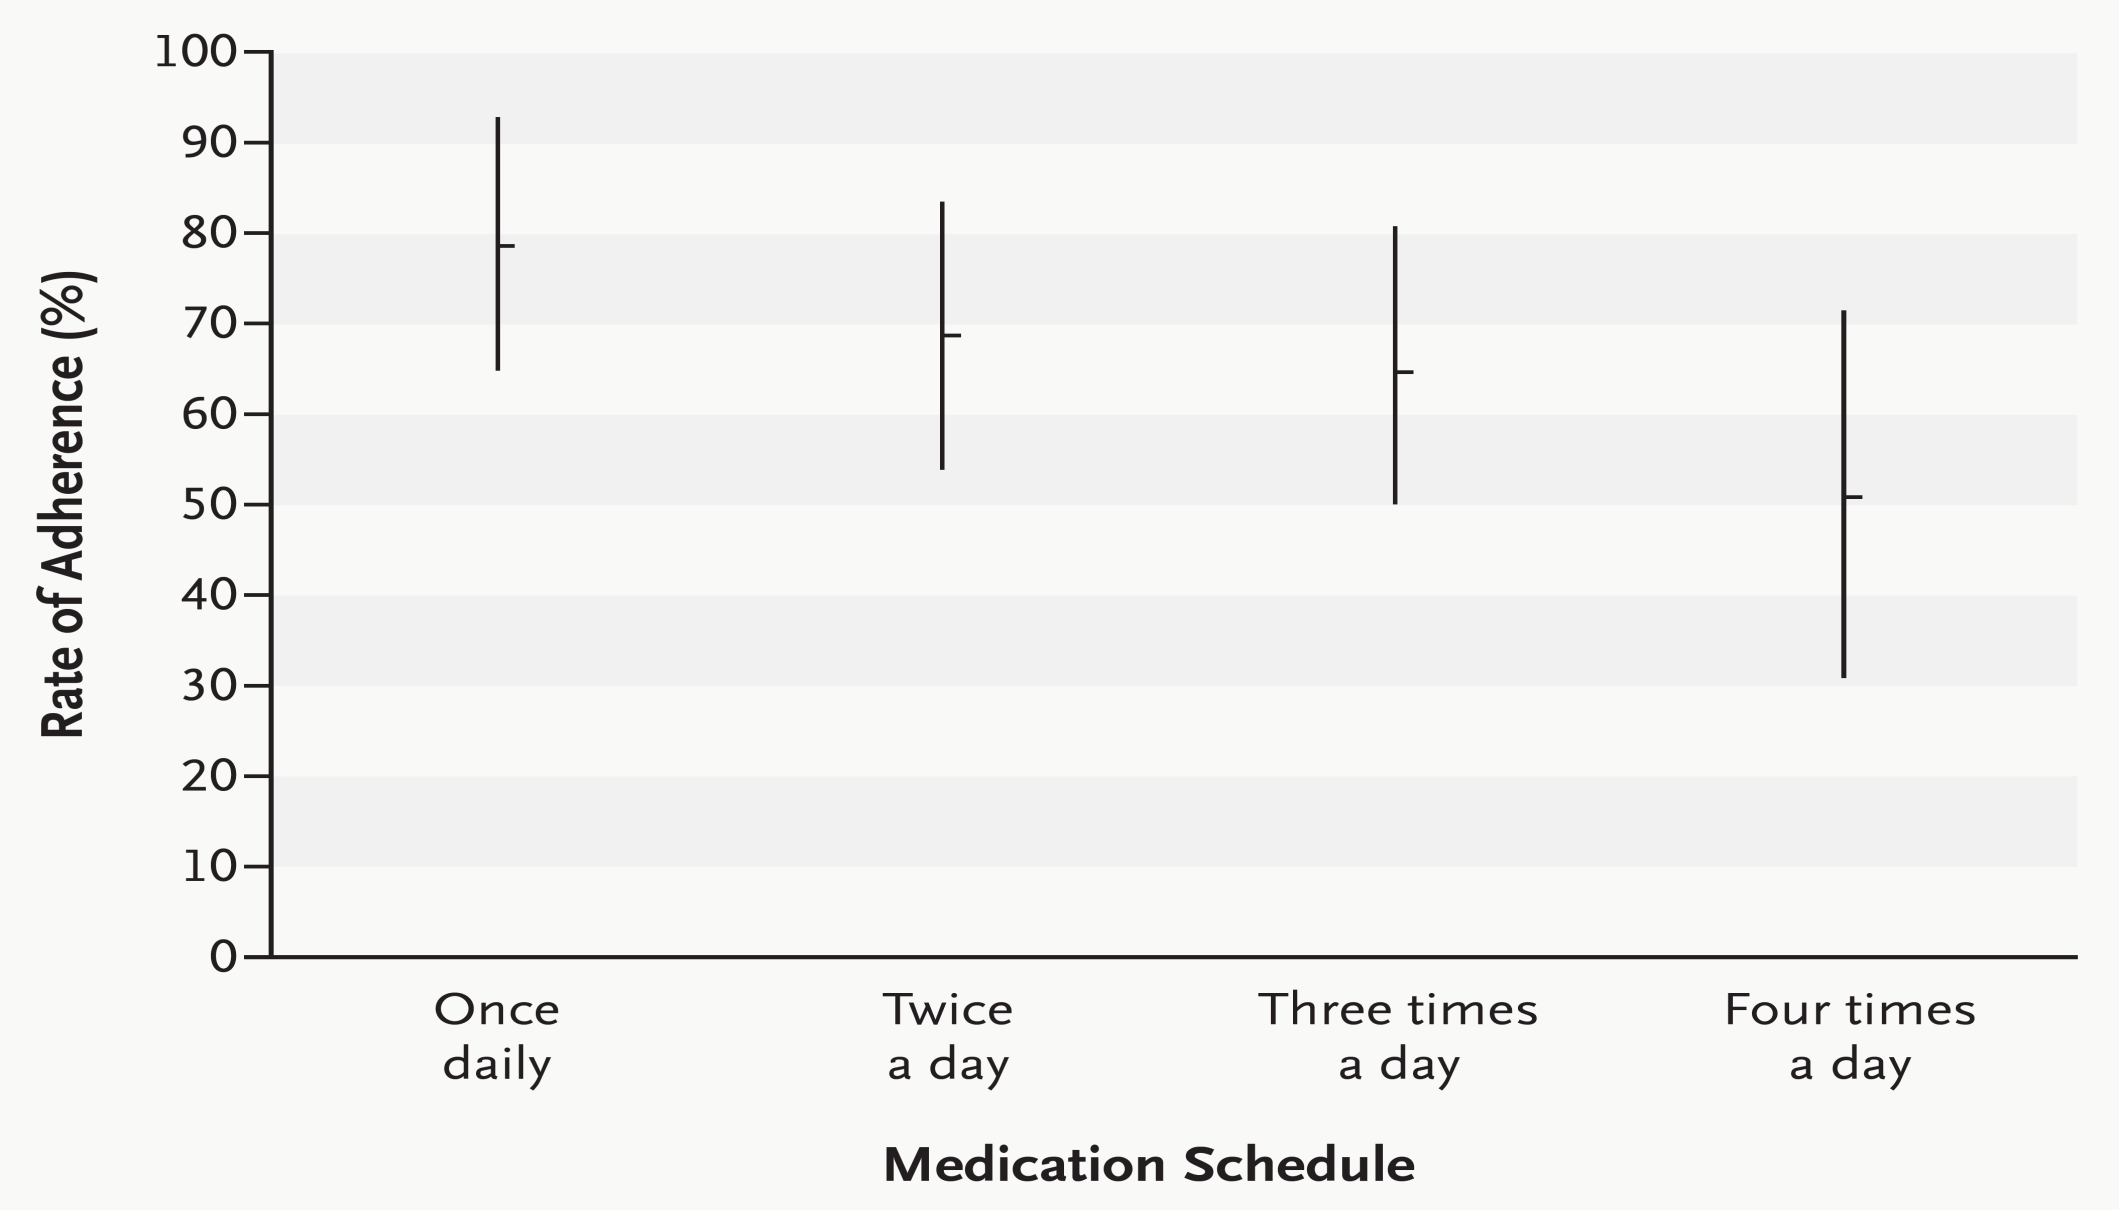 Rate of Adherence (%)
100
90
80
70
60
50
40
30
20
10
0
Once
daily
Twice
a day
Three times
a day
Four times
a day
Medication Schedule